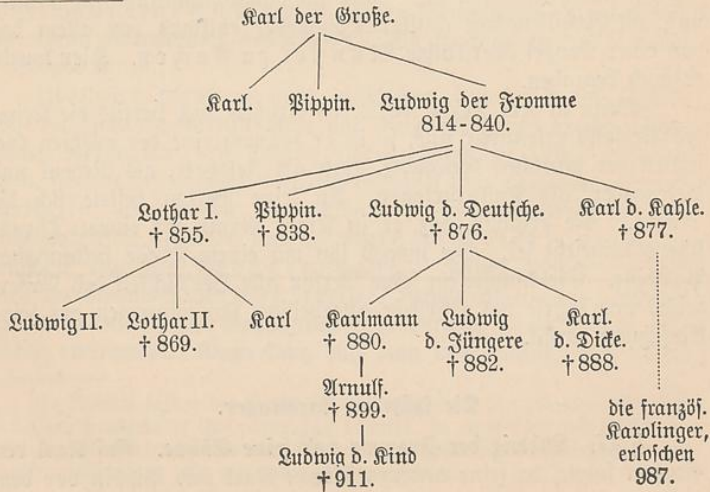 Karl der Große.
Karl. Pippin. Ludwig der Fromme
814-840.
Lothar I. Pippin. Ludwig d. Deutsche. Karl d. Kahle.
† 855. † 838. † 876. † 877.
Ludwig II. Lothar II. Karl Karlmann Ludwig Karl.
† 869. † 880. d. Jüngere d. Dicke.
† 882. † 888.
Arnulf.
† 899.
die französ.
Karolinger,
Ludwig d. Kind erloschen
† 911. 987.